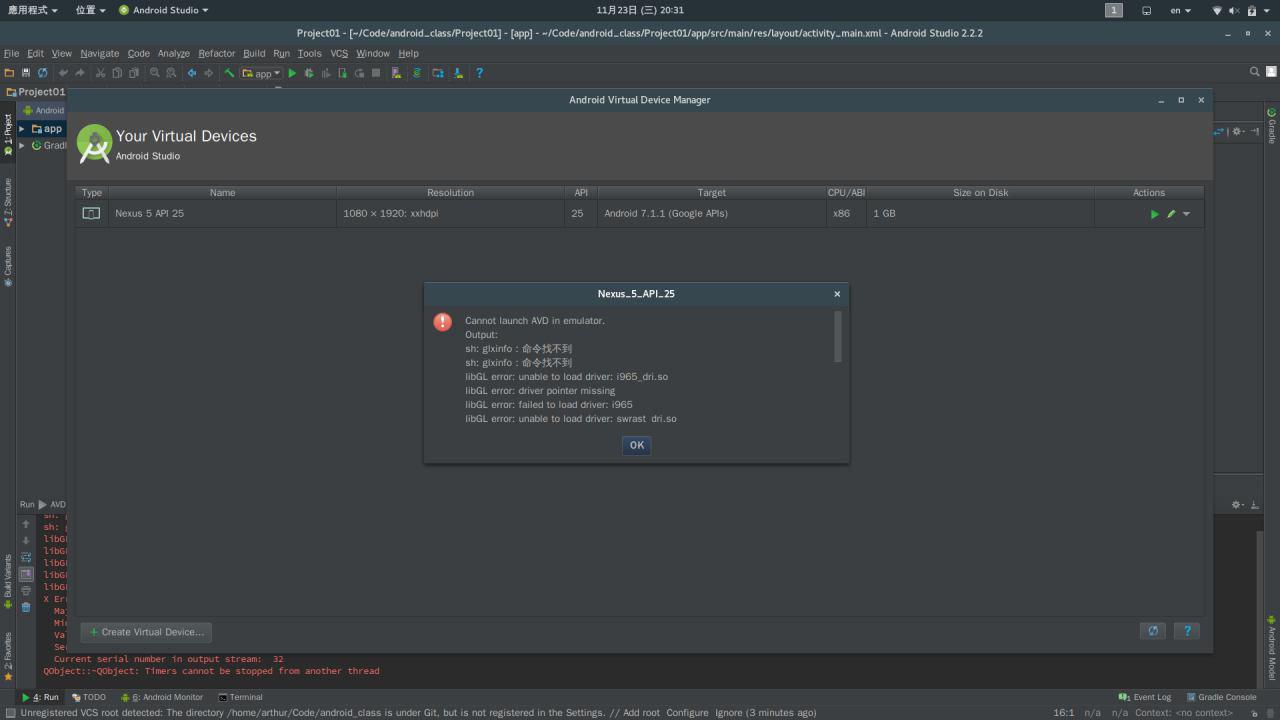 應用程式 位置 Android Studio 11月23日 (三) 20:31 1 en
Project01 - [~/Code/android_class/Project01] - [app] - ~/Code/android_class/Project01/app/src/main/res/layout/activity_main.xml - Android Studio 2.2.2
File Edit View Navigate Code Analyze Refactor Build Run Tools VCS Window Help
app
Project01
Android Virtual Device Manager
Android
app
Gradl
1: Project
Z: Structure
Captures
Build Variants
2: Favorites
Gradle
Android Model
Your Virtual Devices
Android Studio
Type Name Resolution API Target CPU/ABI Size on Disk Actions
Nexus 5 API 25 1080 × 1920: xxhdpi 25 Android 7.1.1 (Google APIs) x86 1 GB
Nexus_5_API_25
Cannot launch AVD in emulator.
Output:
sh: glxinfo：命令找不到
sh: glxinfo：命令找不到
libGL error: unable to load driver: i965_dri.so
libGL error: driver pointer missing
libGL error: failed to load driver: i965
libGL error: unable to load driver: swrast_dri.so
OK
Run AVD
sh: g
sh: g
libGL
libGL
libGL
libGL
libGL
X Err
Maj
Min
Val
Ser
Current serial number in output stream: 32
QObject::~QObject: Timers cannot be stopped from another thread
Create Virtual Device...
?
4: Run TODO 6: Android Monitor Terminal 1 Event Log Gradle Console
Unregistered VCS root detected: The directory /home/arthur/Code/android_class is under Git, but is not registered in the Settings. // Add root Configure Ignore (3 minutes ago) 16:1 n/a n/a Context: <no context>